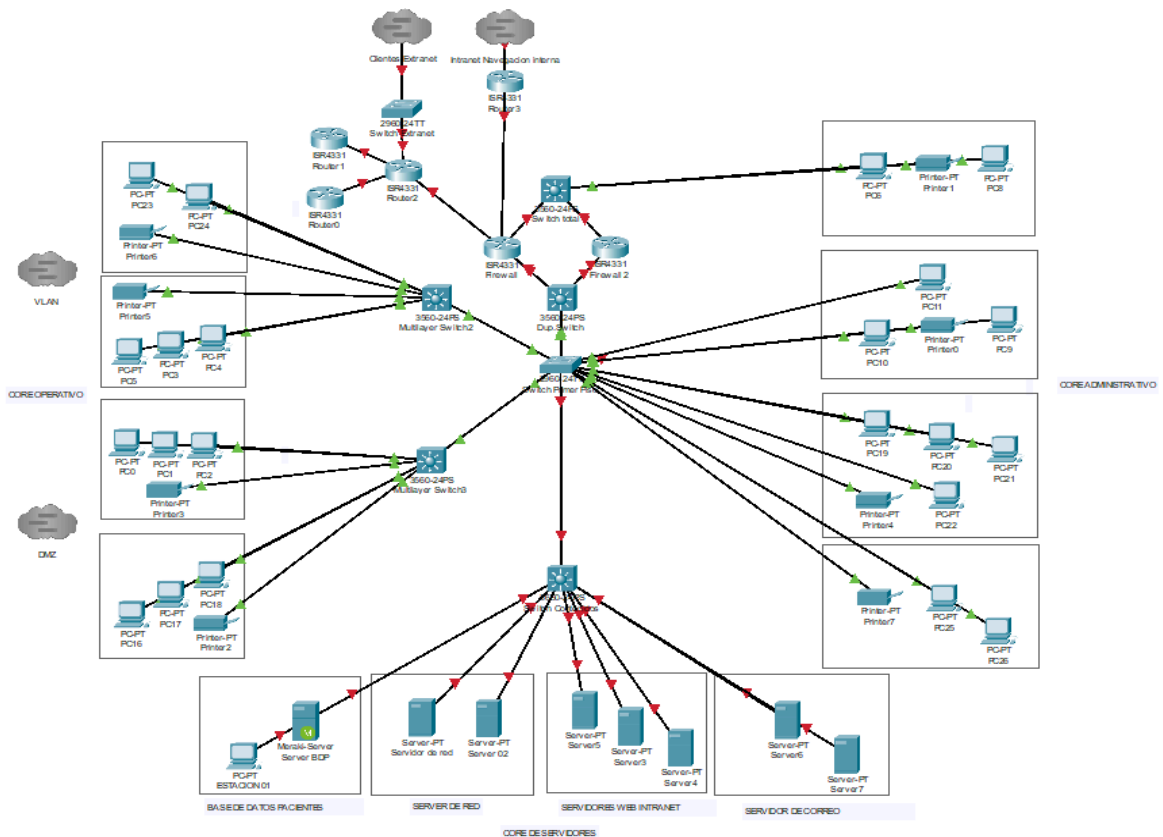 Clientes Extranet
Intranet Navegacion Interna
ISR4331
Router3
2960-24TT
Switch Extranet
ISR4331
Router1
ISR4331
Router2
ISR4331
Router0
3560-24PS
Switch total
ISR4331
Firewall
ISR4331
Firewall 2
3560-24PS
Dup.Switch
PC-PT
PC23
PC-PT
PC24
Printer-PT
Printer6
VLAN
Printer-PT
Printer5
PC-PT
PC5
PC-PT
PC3
PC-PT
PC4
3560-24PS
Multilayer Switch2
CORE OPERATIVO
PC-PT
PC0
PC-PT
PC1
PC-PT
PC2
Printer-PT
Printer3
3560-24PS
Multilayer Switch3
DMZ
PC-PT
PC16
PC-PT
PC17
PC-PT
PC18
Printer-PT
Printer2
PC-PT
PC6
Printer-PT
Printer1
PC-PT
PC8
PC-PT
PC11
PC-PT
PC10
Printer-PT
Printer0
PC-PT
PC9
CORE ADMINISTRATIVO
PC-PT
PC19
PC-PT
PC20
PC-PT
PC21
Printer-PT
Printer4
PC-PT
PC22
Printer-PT
Printer7
PC-PT
PC25
PC-PT
PC26
Switch
3560-24PS
Switch
Meraki-Server
Server BDP
PC-PT
ESTACION 01
Server-PT
Servidor de red
Server-PT
Server 02
Server-PT
Server5
Server-PT
Server3
Server-PT
Server4
Server-PT
Server6
Server-PT
Server7
BASE DE DATOS PACIENTES
SERVER DE RED
SERVIDORES WEB INTRANET
SERVIDOR DE CORREO
CORE DE SERVIDORES